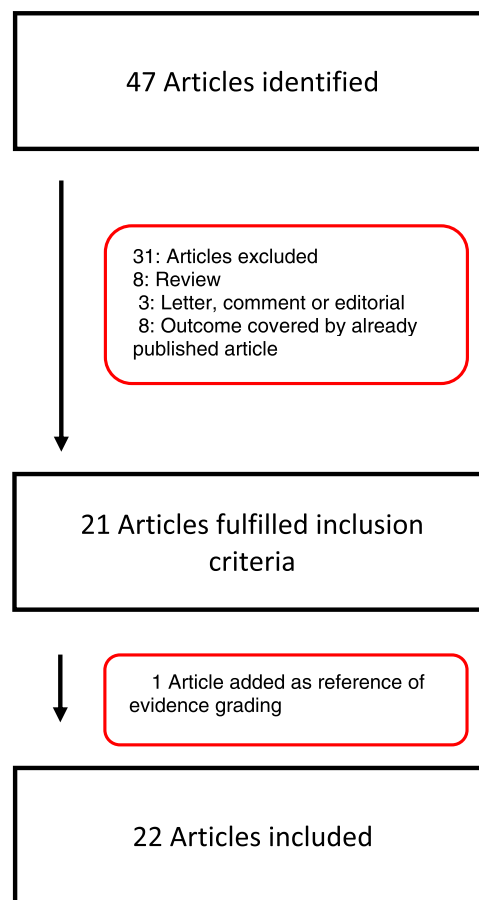 47 Articles identified
31: Articles excluded
8: Review
3: Letter, comment or editorial
8: Outcome covered by already
published article
21 Articles fulfilled inclusion
criteria
1 Article added as reference of
evidence grading
22 Articles included